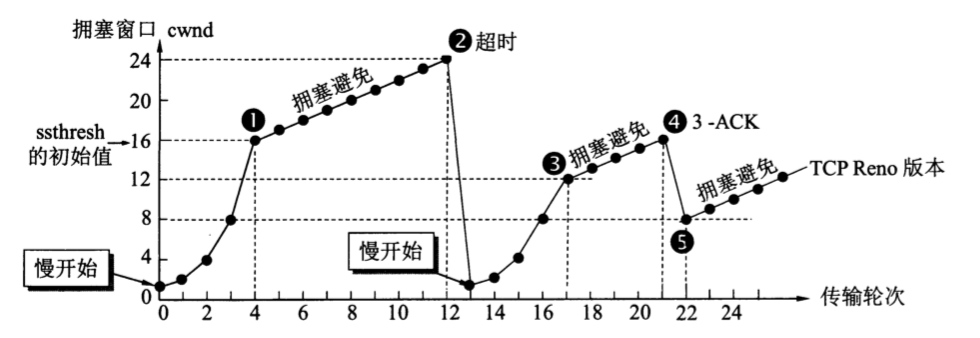 拥塞窗口 cwnd
❷超时
24
20
ssthresh
的初始值
16
12
8
4
0
❶
拥塞避免
❸
拥塞避免
❹ 3 -ACK
拥塞避免
TCP Reno 版本
❺
慢开始
慢开始
0 2 4 6 8 10 12 14 16 18 20 22 24
传输轮次